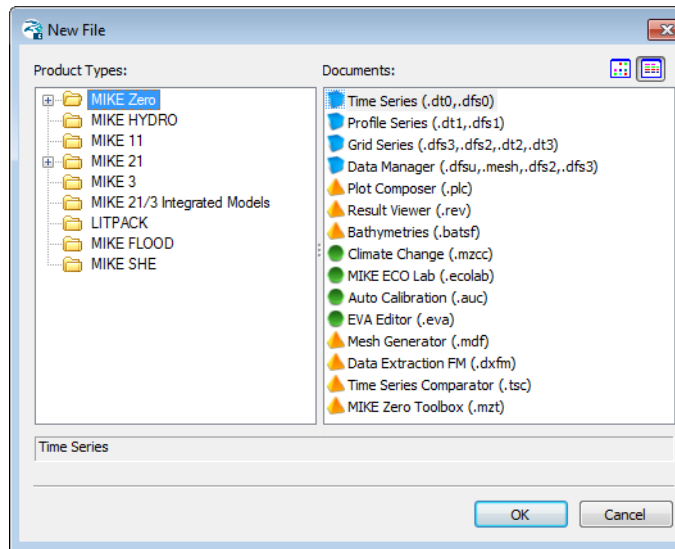 New File
Product Types:
MIKE Zero
MIKE HYDRO
MIKE 11
MIKE 21
MIKE 3
MIKE 21/3 Integrated Models
LITPACK
MIKE FLOOD
MIKE SHE
Documents:
Time Series (.dt0,.dfs0)
Profile Series (.dt1,.dfs1)
Grid Series (.dfs3,.dfs2,.dt2,.dt3)
Data Manager (.dfsu,.mesh,.dfs2,.dfs3)
Plot Composer (.plc)
Result Viewer (.rev)
Bathymetries (.batsf)
Climate Change (.mzcc)
MIKE ECO Lab (.ecolab)
Auto Calibration (.auc)
EVA Editor (.eva)
Mesh Generator (.mdf)
Data Extraction FM (.dxfm)
Time Series Comparator (.tsc)
MIKE Zero Toolbox (.mzt)
Time Series
OK
Cancel